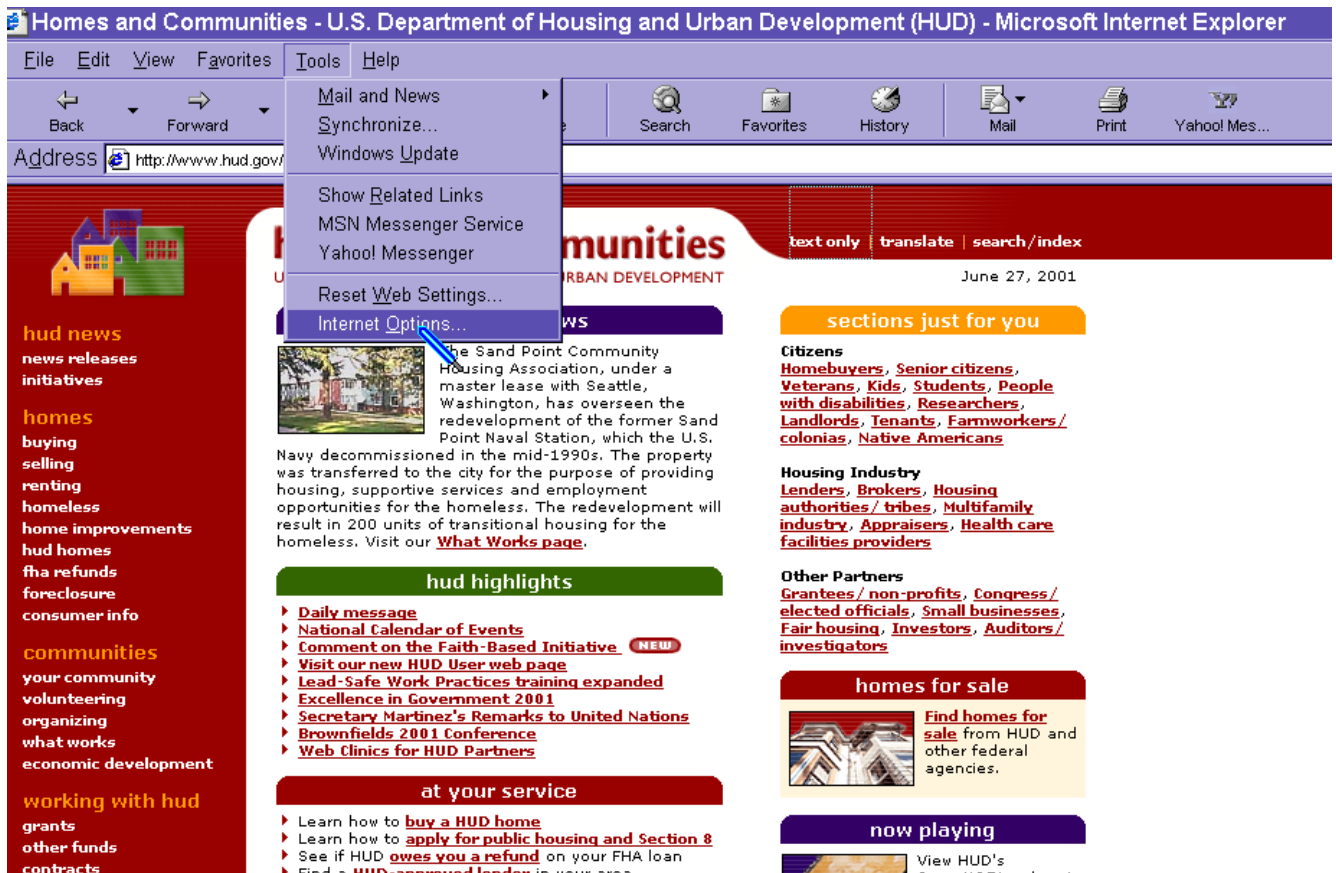 Homes and Communities - U.S. Department of Housing and Urban Development (HUD) - Microsoft Internet Explorer
File Edit View Favorites Tools Help
Back Forward Search Favorites History Mail Print Yahoo! Mes...
Address http://www.hud.gov/
Mail and News
Synchronize...
Windows Update
Show Related Links
MSN Messenger Service
Yahoo! Messenger
Reset Web Settings...
Internet Options...
munities
RBAN DEVELOPMENT
text only | translate | search/index
June 27, 2001
hud news
news releases
initiatives
homes
buying
selling
renting
homeless
home improvements
hud homes
fha refunds
foreclosure
consumer info
communities
your community
volunteering
organizing
what works
economic development
working with hud
grants
other funds
contracts
ws
The Sand Point Community
Housing Association, under a
master lease with Seattle,
Washington, has overseen the
redevelopment of the former Sand
Point Naval Station, which the U.S.
Navy decommissioned in the mid-1990s. The property
was transferred to the city for the purpose of providing
housing, supportive services and employment
opportunities for the homeless. The redevelopment will
result in 200 units of transitional housing for the
homeless. Visit our What Works page.
hud highlights
Daily message
National Calendar of Events
Comment on the Faith-Based Initiative NEW
Visit our new HUD User web page
Lead-Safe Work Practices training expanded
Excellence in Government 2001
Secretary Martinez's Remarks to United Nations
Brownfields 2001 Conference
Web Clinics for HUD Partners
at your service
Learn how to buy a HUD home
Learn how to apply for public housing and Section 8
See if HUD owes you a refund on your FHA loan
Find a HUD-approved lender in your area
sections just for you
Citizens
Homebuyers, Senior citizens,
Veterans, Kids, Students, People
with disabilities, Researchers,
Landlords, Tenants, Farmworkers/
colonias, Native Americans
Housing Industry
Lenders, Brokers, Housing
authorities/ tribes, Multifamily
industry, Appraisers, Health care
facilities providers
Other Partners
Grantees/ non-profits, Congress/
elected officials, Small businesses,
Fair housing, Investors, Auditors/
investigators
homes for sale
Find homes for
sale from HUD and
other federal
agencies.
now playing
View HUD's